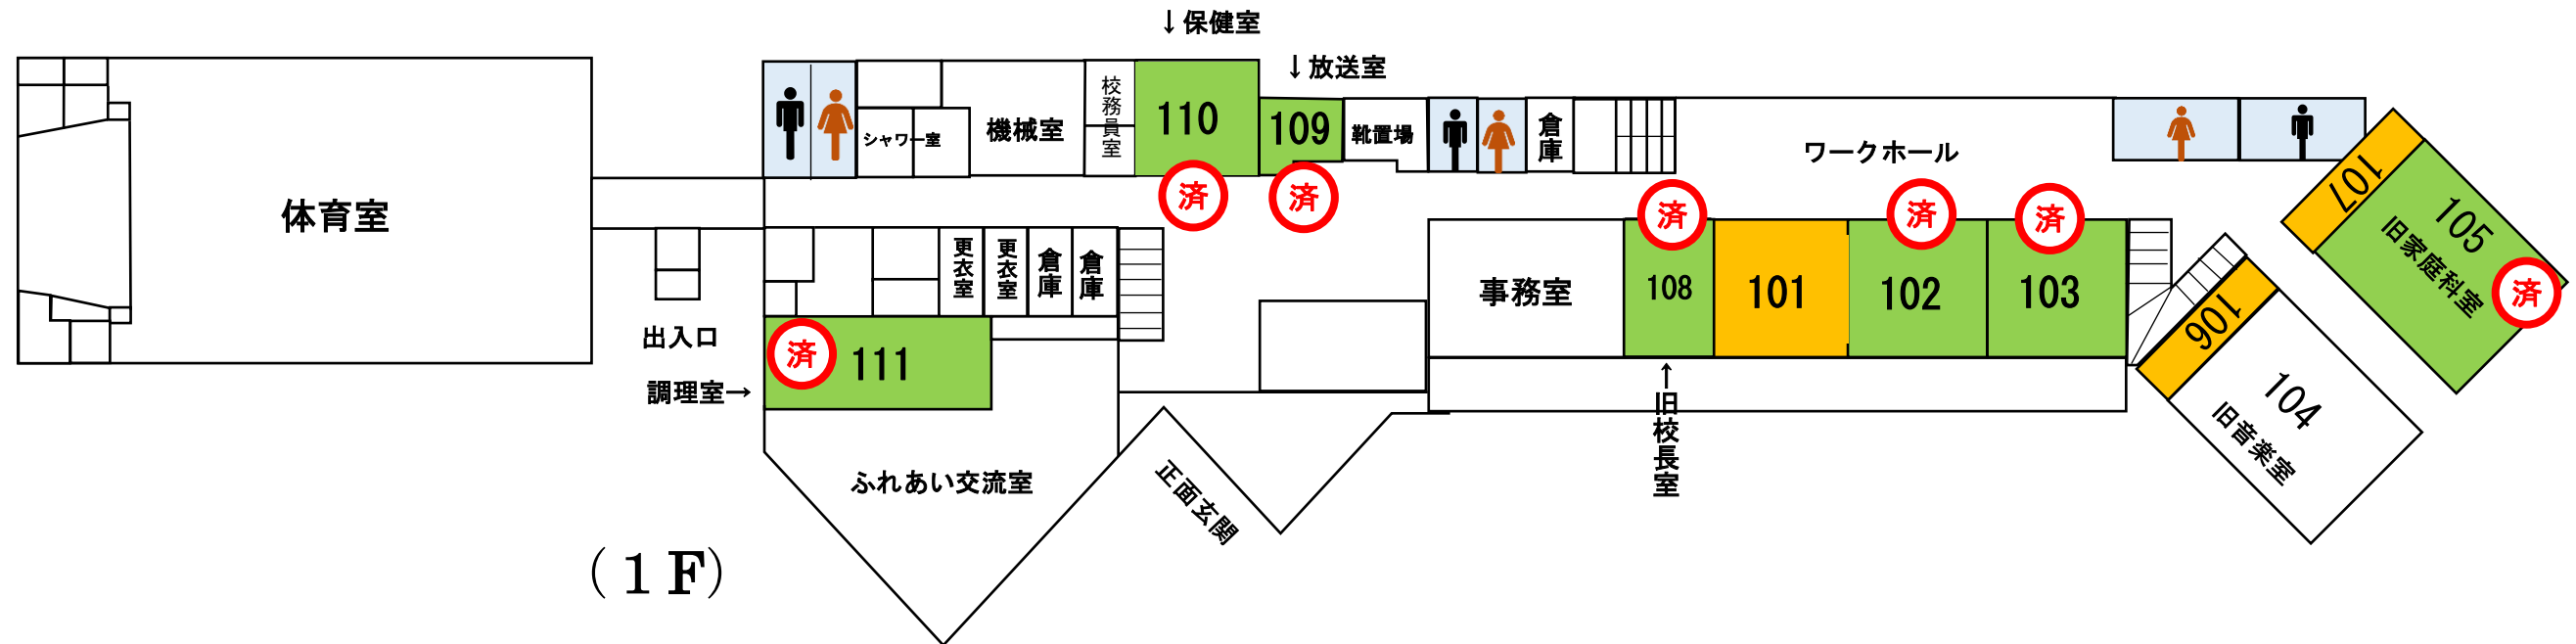 ↓保健室
↓放送室
体育室
シャワー室
機械室
校務員室
110
済
109
済
靴置場
倉庫
ワークホール
107
105
旧家庭科室
済
更衣室
更衣室
倉庫
倉庫
事務室
済
108
101
済
102
済
103
106
104
旧音楽室
出入口
調理室→
済
111
↑旧校長室
ふれあい交流室
正面玄関
(１F)